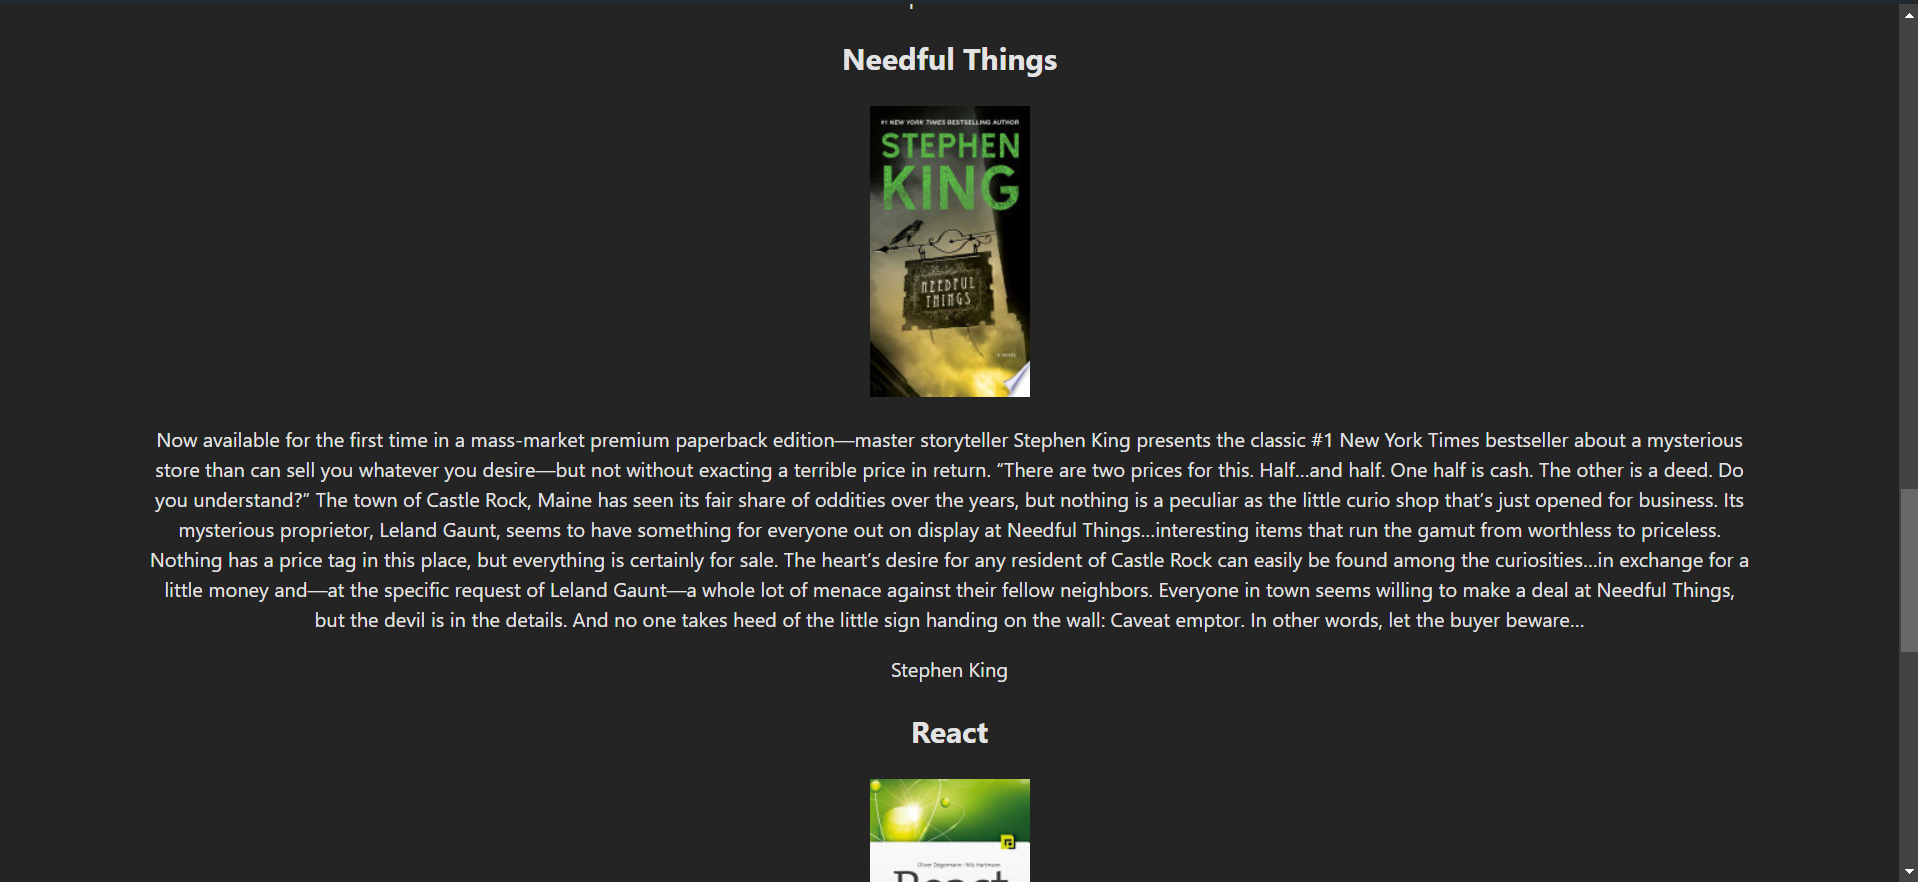 Needful Things
#1 NEW YORK TIMES BESTSELLING AUTHOR
STEPHEN
KING
NEEDFUL
THINGS
A NOVEL
Now available for the first time in a mass-market premium paperback edition—master storyteller Stephen King presents the classic #1 New York Times bestseller about a mysterious
store than can sell you whatever you desire—but not without exacting a terrible price in return. “There are two prices for this. Half…and half. One half is cash. The other is a deed. Do
you understand?” The town of Castle Rock, Maine has seen its fair share of oddities over the years, but nothing is a peculiar as the little curio shop that’s just opened for business. Its
mysterious proprietor, Leland Gaunt, seems to have something for everyone out on display at Needful Things…interesting items that run the gamut from worthless to priceless.
Nothing has a price tag in this place, but everything is certainly for sale. The heart’s desire for any resident of Castle Rock can easily be found among the curiosities…in exchange for a
little money and—at the specific request of Leland Gaunt—a whole lot of menace against their fellow neighbors. Everyone in town seems willing to make a deal at Needful Things,
but the devil is in the details. And no one takes heed of the little sign handing on the wall: Caveat emptor. In other words, let the buyer beware…
Stephen King
React
Oliver Zeigermann · Nils Hartmann
React